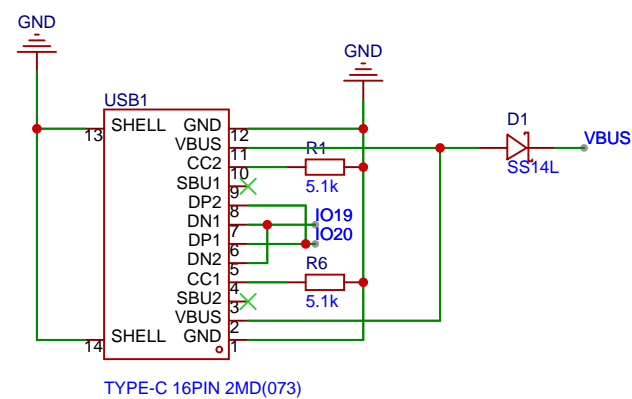 GND
GND
USB1
D1
VBUS
SS14L
13 SHELL GND 12
VBUS 11
R1
CC2 10
5.1k
SBU1 9
DP2 8
DN1 7
IO19
DP1 6
IO20
DN2 5
R6
CC1 4
5.1k
SBU2 3
VBUS 2
14 SHELL GND 1
TYPE-C 16PIN 2MD(073)